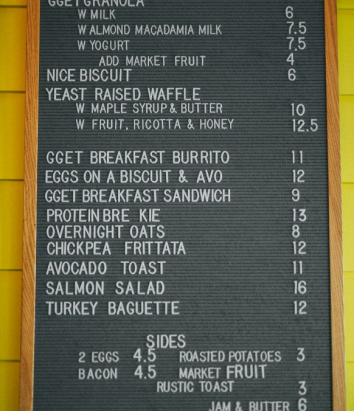 GGET GRANOLA
W MILK 6
W ALMOND MACADAMIA MILK 7.5
W YOGURT 7.5
ADD MARKET FRUIT 4
NICE BISCUIT 6
YEAST RAISED WAFFLE
W MAPLE SYRUP & BUTTER 10
W FRUIT, RICOTTA & HONEY 12.5
GGET BREAKFAST BURRITO 11
EGGS ON A BISCUIT & AVO 12
GGET BREAKFAST SANDWICH 9
PROTEIN BRE KIE 13
OVERNIGHT OATS 8
CHICKPEA FRITTATA 12
AVOCADO TOAST 11
SALMON SALAD 16
TURKEY BAGUETTE 12
SIDES
2 EGGS 4.5 ROASTED POTATOES 3
BACON 4.5 MARKET FRUIT
RUSTIC TOAST 3
JAM & BUTTER 6